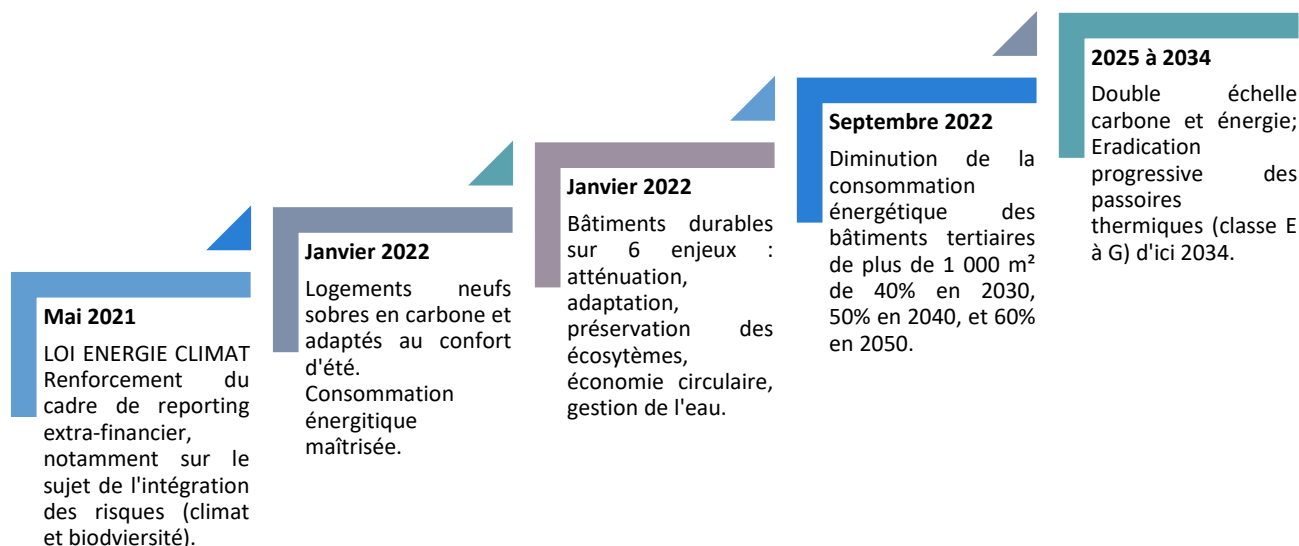 Mai 2021
LOI ENERGIE CLIMAT
Renforcement du
cadre de reporting
extra-financier,
notamment sur le
sujet de l'intégration
des risques (climat
et biodviersité).
Janvier 2022
Logements neufs
sobres en carbone et
adaptés au confort
d'été.
Consommation
énergitique
maîtrisée.
Janvier 2022
Bâtiments durables
sur 6 enjeux :
atténuation,
adaptation,
préservation des
écosytèmes,
économie circulaire,
gestion de l'eau.
Septembre 2022
Diminution de la
consommation
énergétique des
bâtiments tertiaires
de plus de 1 000 m²
de 40% en 2030,
50% en 2040, et 60%
en 2050.
2025 à 2034
Double échelle
carbone et énergie;
Eradication
progressive des
passoires
thermiques (classe E
à G) d'ici 2034.